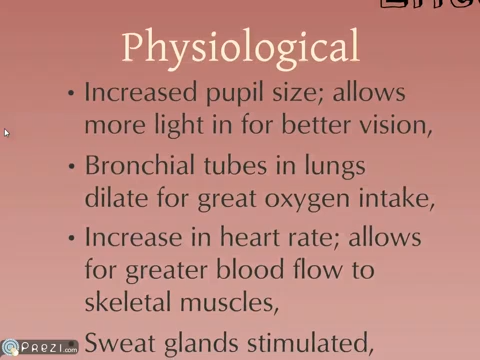 Physiological
• Increased pupil size; allows
more light in for better vision,
• Bronchial tubes in lungs
dilate for great oxygen intake,
• Increase in heart rate; allows
for greater blood flow to
skeletal muscles,
Sweat glands stimulated,
Prezi.com